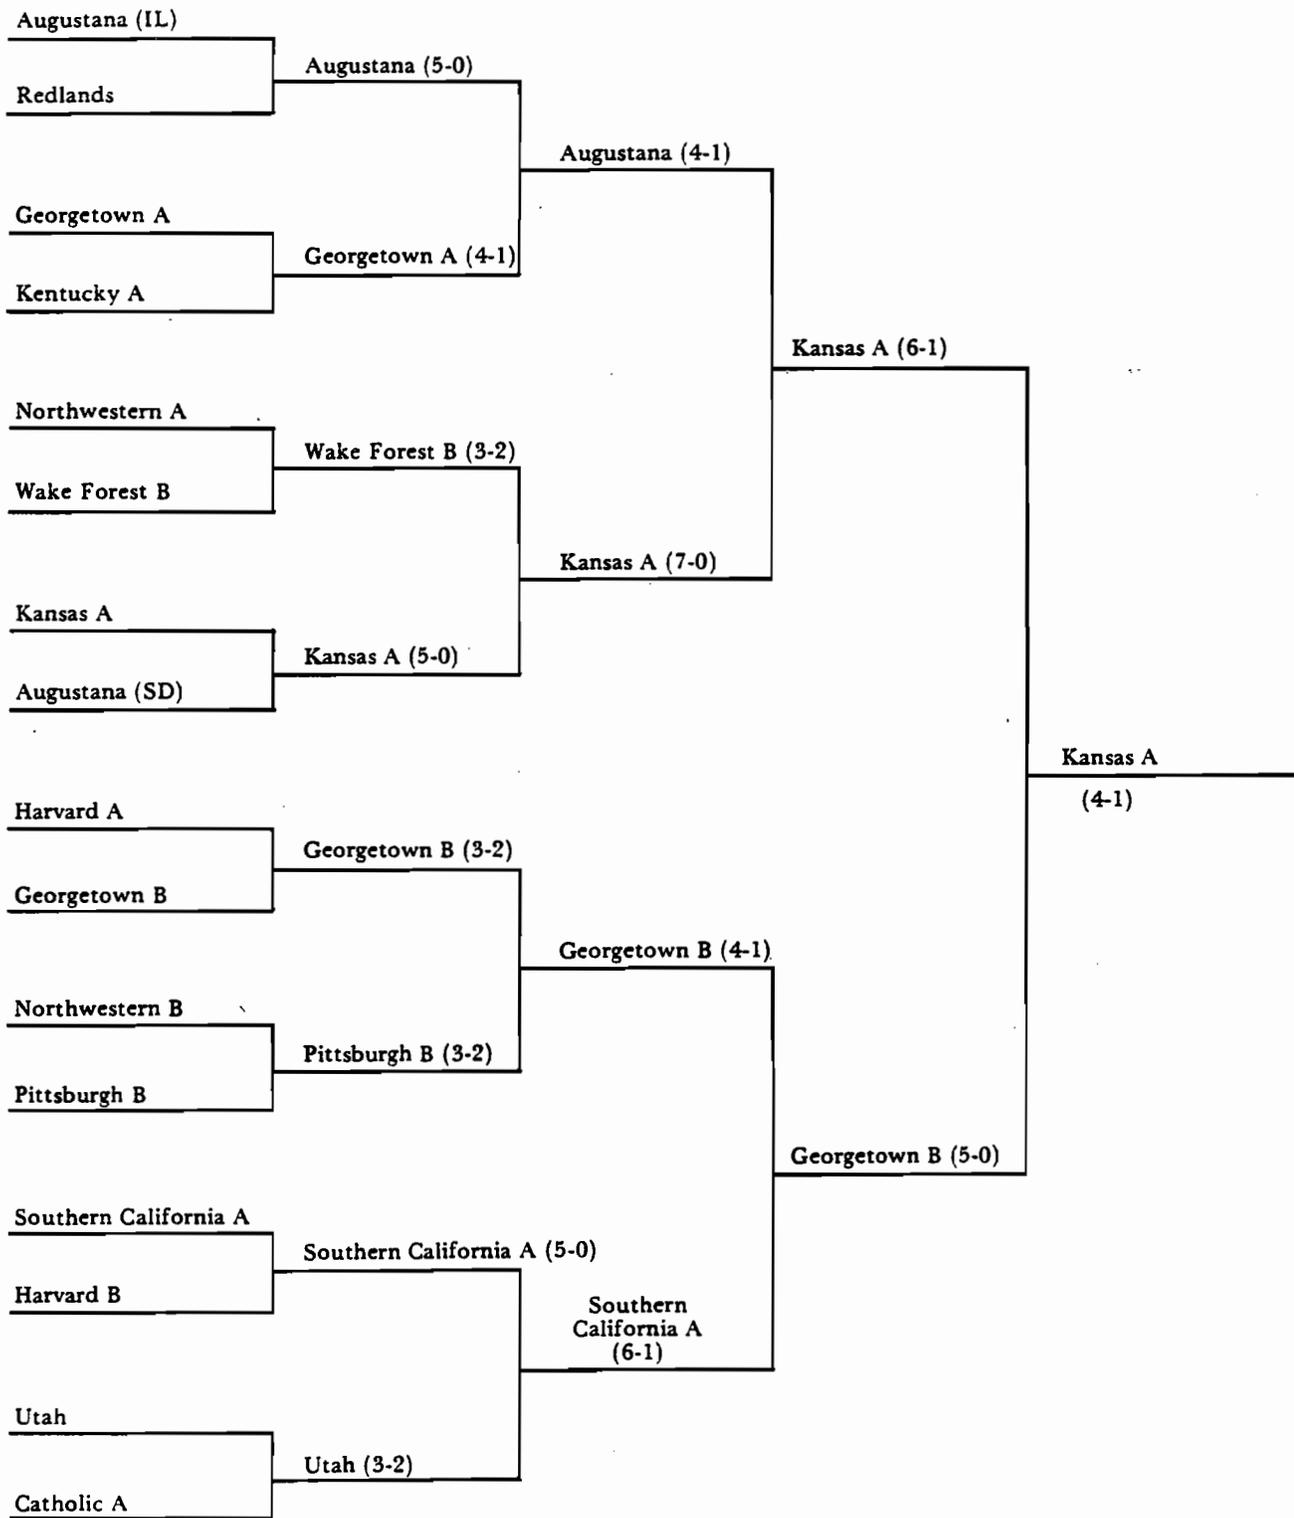 Augustana (IL)
Redlands
Georgetown A
Kentucky A
Northwestern A
Wake Forest B
Kansas A
Augustana (SD)
Harvard A
Georgetown B
Northwestern B
Pittsburgh B
Southern California A
Harvard B
Utah
Catholic A
Augustana (5-0)
Georgetown A (4-1)
Wake Forest B (3-2)
Kansas A (5-0)
Georgetown B (3-2)
Pittsburgh B (3-2)
Southern California A (5-0)
Utah (3-2)
Augustana (4-1)
Kansas A (7-0)
Georgetown B (4-1)
Southern
California A
(6-1)
Kansas A (6-1)
Georgetown B (5-0)
Kansas A
(4-1)